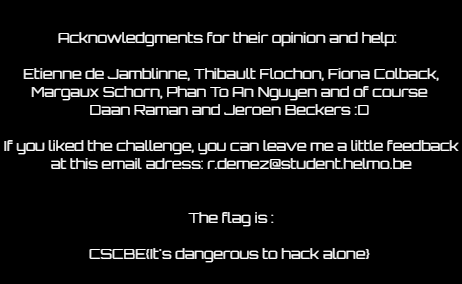 Acknowledgments for their opinion and help:
Etienne de Jamblinne, Thibault Flochon, Fiona Colback,
Margaux Schorn, Phan To An Nguyen and of course
Daan Raman and Jeroen Beckers :D
If you liked the challenge, you can leave me a little feedback
at this email adress: r.demez@student.helmo.be
The flag is :
CSCBE{It's dangerous to hack alone}